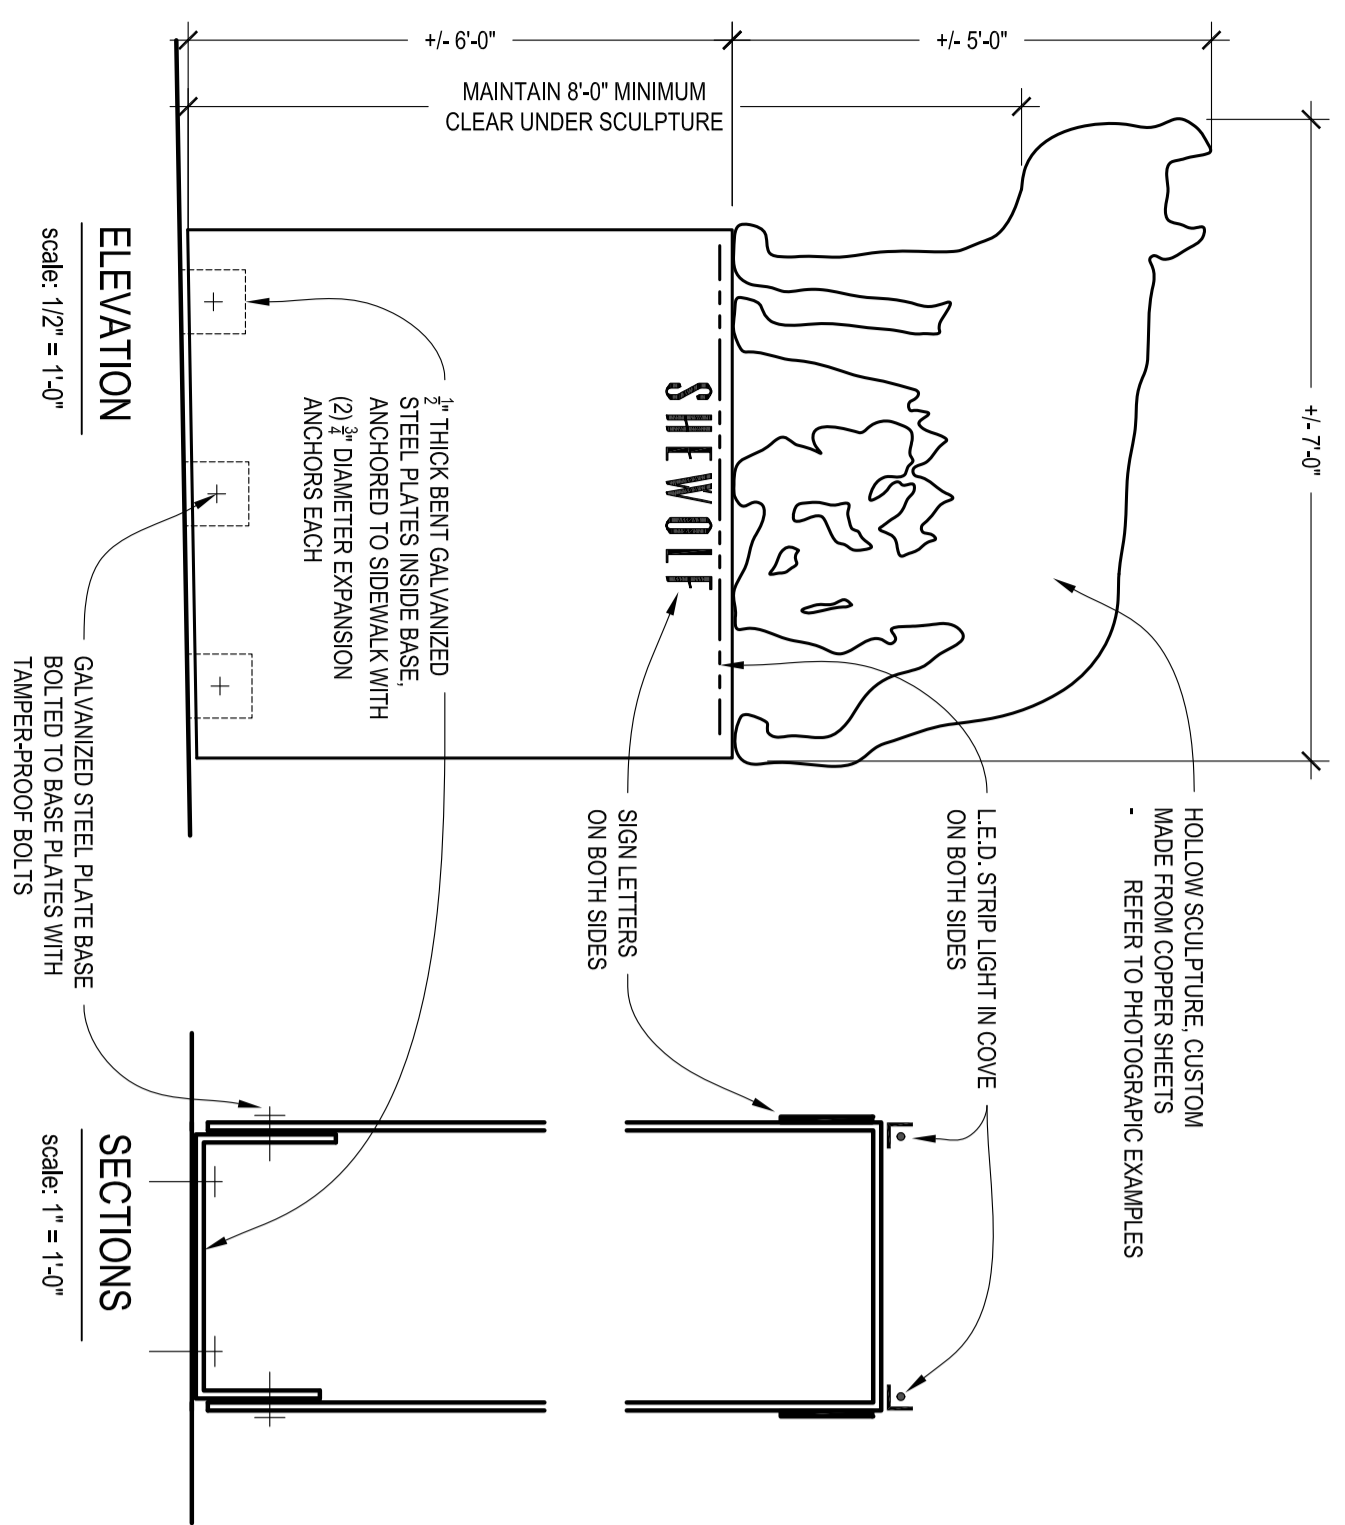 +/- 6'-0"
+/- 5'-0"
MAINTAIN 8'-0" MINIMUM
CLEAR UNDER SCULPTURE
+/- 7'-0"
HOLLOW SCULPTURE, CUSTOM
MADE FROM COPPER SHEETS
- REFER TO PHOTOGRAPIC EXAMPLES
L.E.D. STRIP LIGHT IN COVE
ON BOTH SIDES
SHEWOLF
SIGN LETTERS
ON BOTH SIDES
1/2" THICK BENT GALVANIZED
STEEL PLATES INSIDE BASE,
ANCHORED TO SIDEWALK WITH
(2) 3/4" DIAMETER EXPANSION
ANCHORS EACH
GALVANIZED STEEL PLATE BASE
BOLTED TO BASE PLATES WITH
TAMPER-PROOF BOLTS
ELEVATION
scale: 1/2" = 1'-0"
SECTIONS
scale: 1" = 1'-0"